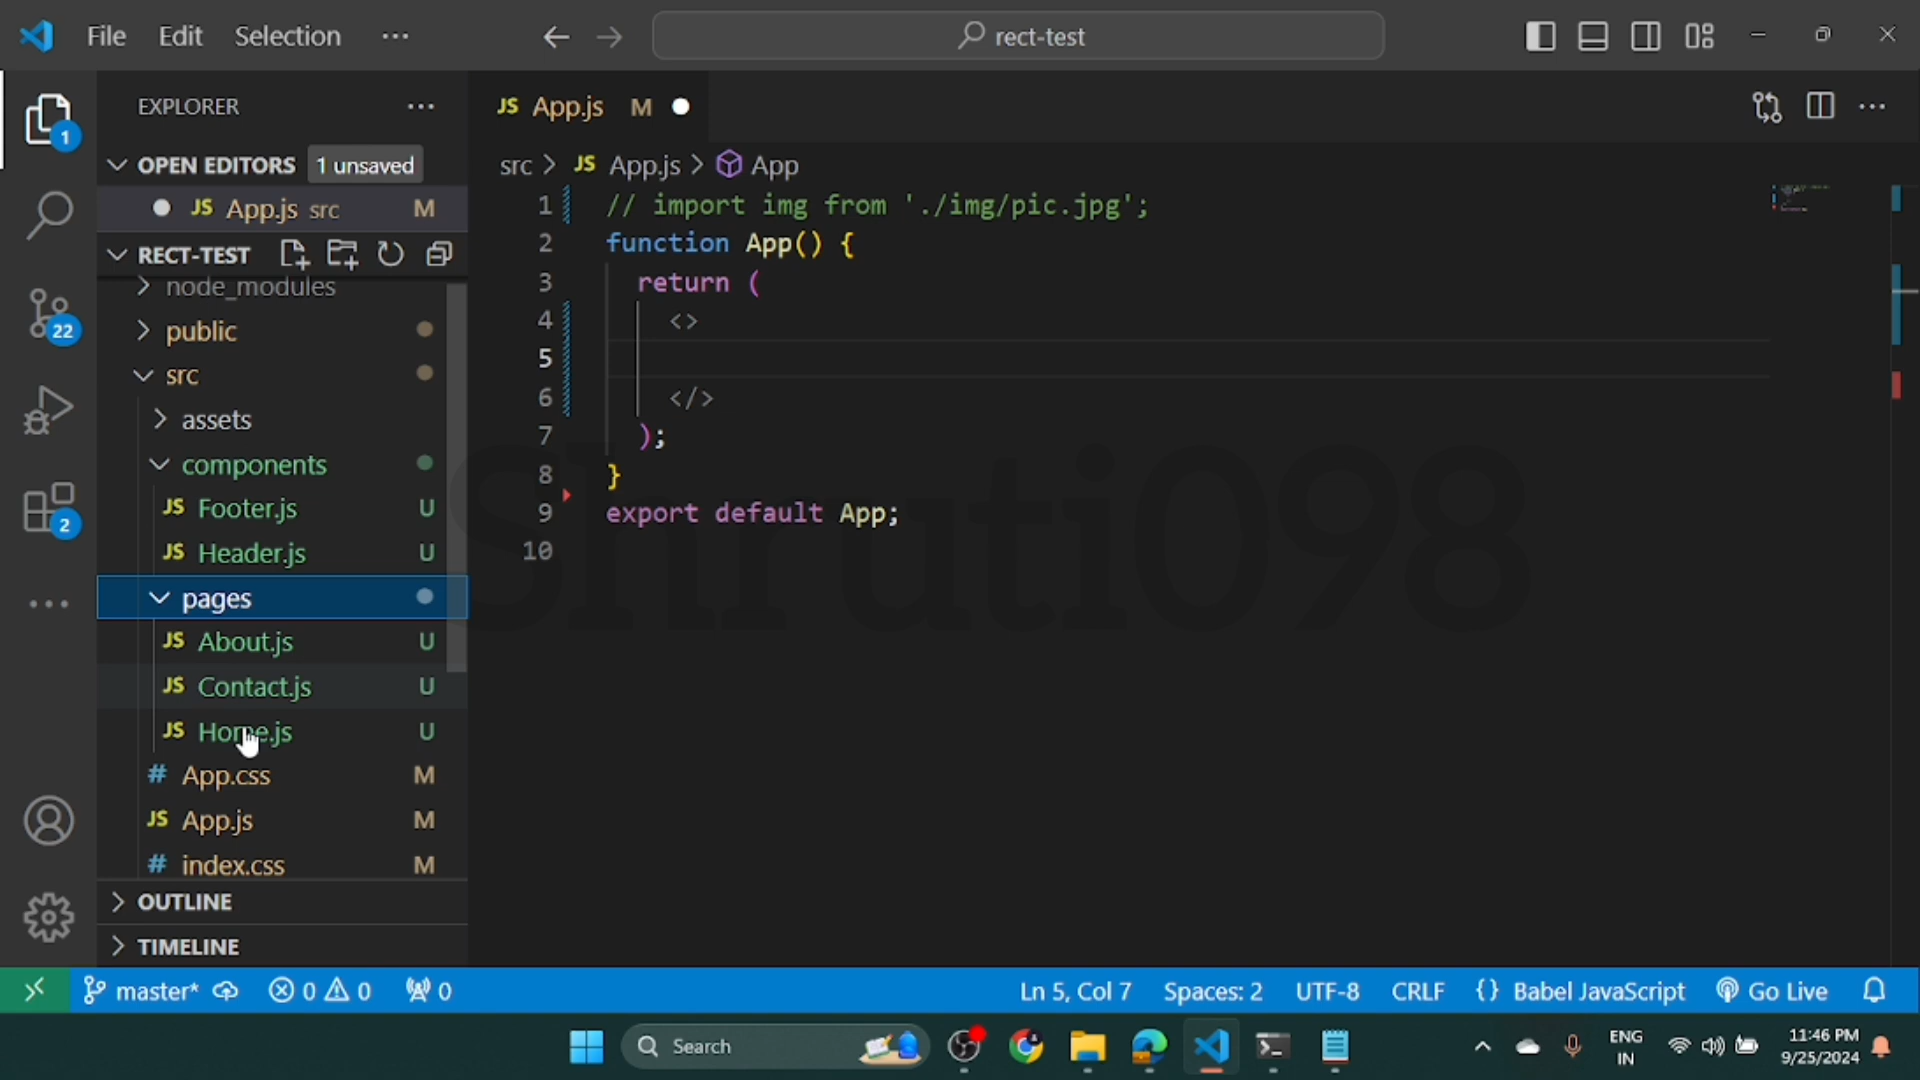 File Edit Selection ··· rect-test
EXPLORER ···
OPEN EDITORS 1 unsaved
JS App.js src M
RECT-TEST
node_modules
public
src
assets
components
JS Footer.js U
JS Header.js U
pages
JS About.js U
JS Contact.js U
JS Home.js U
# App.css M
JS App.js M
# index.css M
OUTLINE
TIMELINE
1
22
2
JS App.js M
src > JS App.js > App
1 // import img from './img/pic.jpg';
2 function App() {
3 return (
4 <>
5
6 </>
7 );
8 }
9 export default App;
10
Shruti098
master* 0 0 0 Ln 5, Col 7 Spaces: 2 UTF-8 CRLF {} Babel JavaScript Go Live
Search ENG IN 11:46 PM 9/25/2024